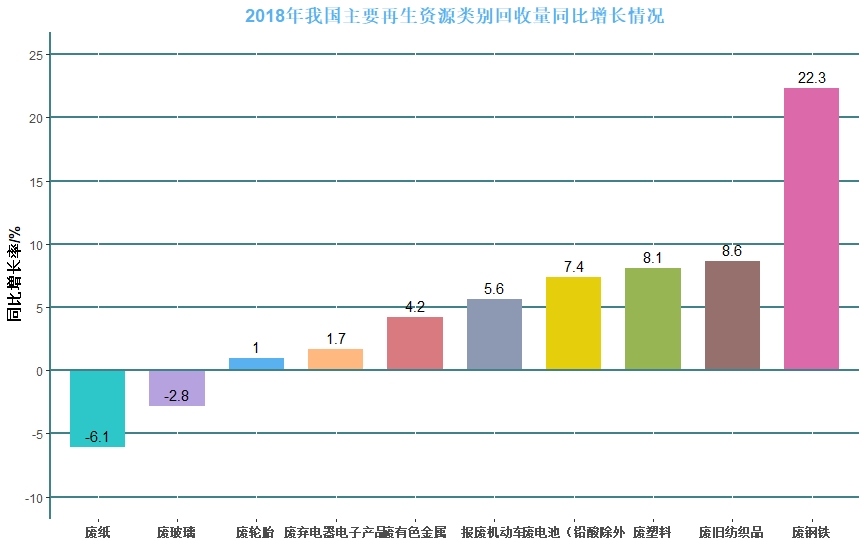 2018年我国主要再生资源类别回收量同比增长情况
同比增长率/%
25
20
15
10
5
0
-5
-10
-6.1
-2.8
1
1.7
4.2
5.6
7.4
8.1
8.6
22.3
废纸
废玻璃
废轮胎
废弃电器电子产品
废有色金属
报废机动车
废电池（铅酸除外
废塑料
废旧纺织品
废钢铁